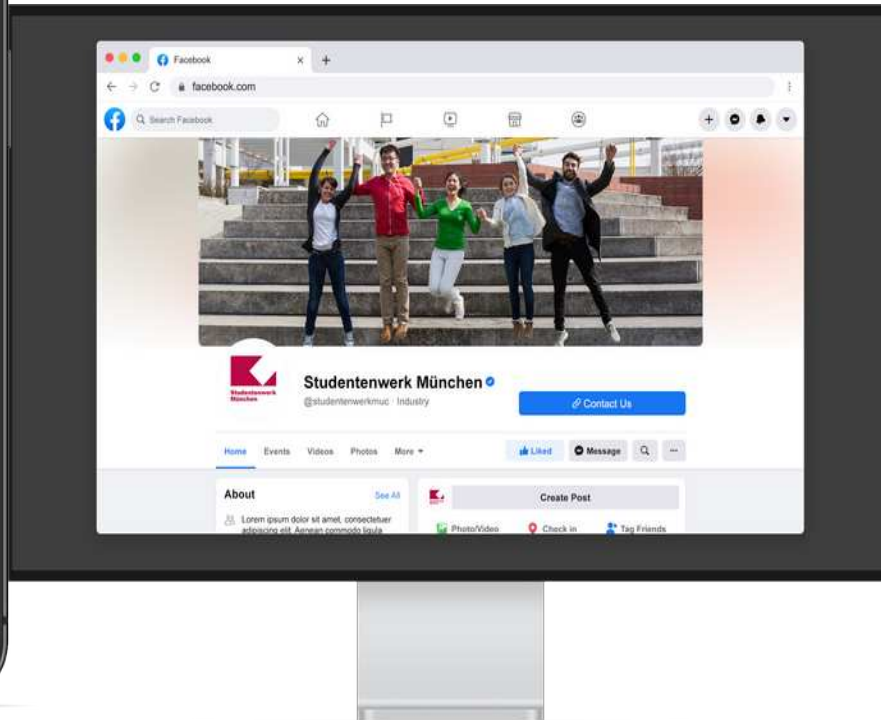 Facebook
facebook.com
Search Facebook
Studentenwerk
München
Studentenwerk München
@studentenwerkmuc · Industry
Contact Us
Home Events Videos Photos More
Liked Message
About See All
Create Post
Lorem ipsum dolor sit amet, consectetuer
adipiscing elit. Aenean commodo ligula
Photo/Video Check in Tag Friends